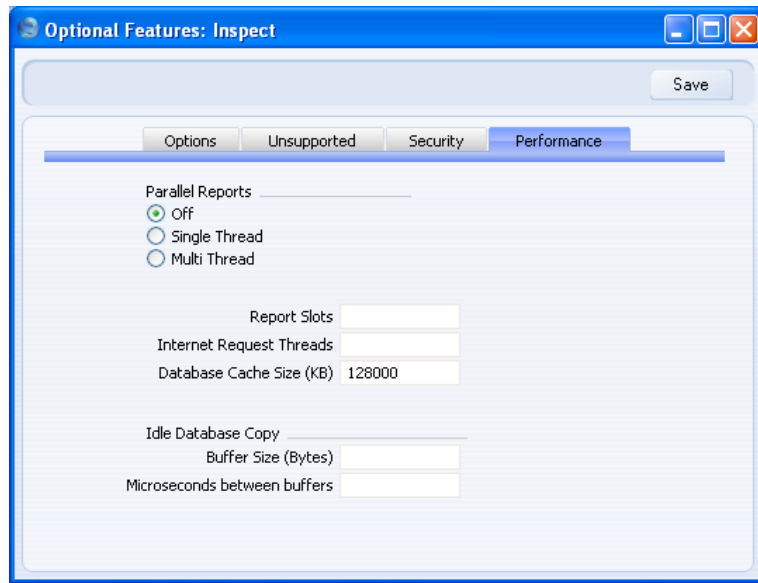 Optional Features: Inspect
Save
Options Unsupported Security Performance
Parallel Reports
Off
Single Thread
Multi Thread
Report Slots
Internet Request Threads
Database Cache Size (KB) 128000
Idle Database Copy
Buffer Size (Bytes)
Microseconds between buffers